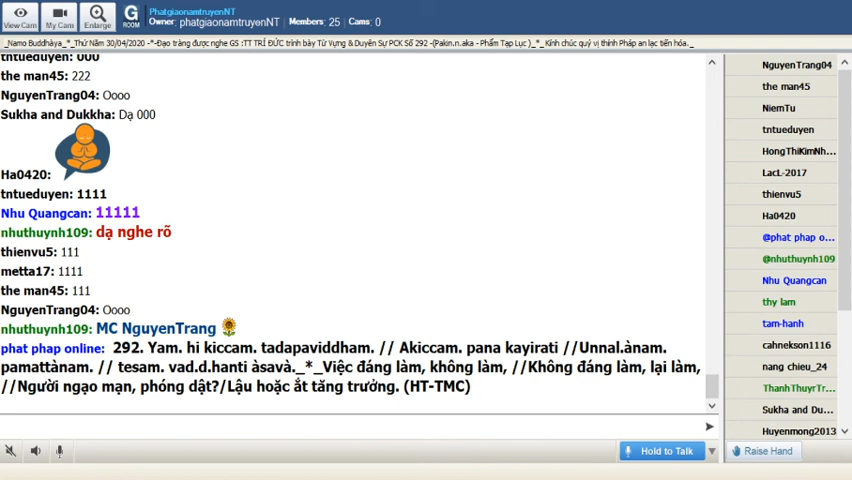 View Cam
My Cam
Enlarge
G
ROOM
PhatgiaonamtruyenNT
Owner: phatgiaonamtruyenNT | Members: 25 | Cams: 0
_Namo Buddhàya_*_Thứ Năm 30/04/2020 -*-Đạo tràng được nghe GS :TT TRÍ ĐỨC trình bày Từ Vựng & Duyên Sự PCK Số 292 -(Pakin.n.aka - Phẩm Tạp Lục )_*_ Kính chúc quý vị thính Pháp an lạc tiến hóa._
tntueduyen: 000
the man45: 222
NguyenTrang04: Oooo
Sukha and Dukkha: Dạ 000
Ha0420:
tntueduyen: 1111
Nhu Quangcan: 11111
nhuthuynh109: dạ nghe rõ
thienvu5: 111
metta17: 1111
the man45: 111
NguyenTrang04: Oooo
nhuthuynh109: MC NguyenTrang
phat phap online: 292. Yam. hi kiccam. tadapaviddham. // Akiccam. pana kayirati //Unnal.ànam.
pamattànam. // tesam. vad.d.hanti àsavà._*_Việc đáng làm, không làm, //Không đáng làm, lại làm,
//Người ngạo mạn, phóng dật?/Lậu hoặc ắt tăng trưởng. (HT-TMC)
NguyenTrang04
the man45
NiemTu
tntueduyen
HongThiKimNh...
LacL-2017
thienvu5
Ha0420
@phat phap o...
@nhuthuynh109
Nhu Quangcan
thy lam
tam-hanh
cahnekson1116
nang chieu_24
ThanhThuyrTr...
Sukha and Du...
Huyenmong2013
Hold to Talk
Raise Hand